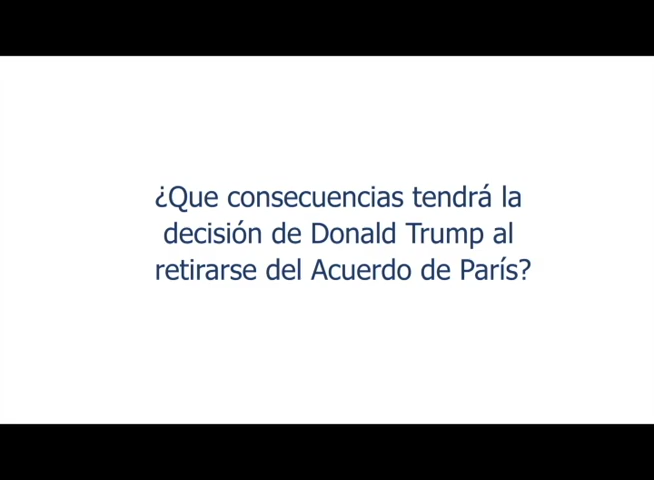 ¿Que consecuencias tendrá la
decisión de Donald Trump al
retirarse del Acuerdo de París?